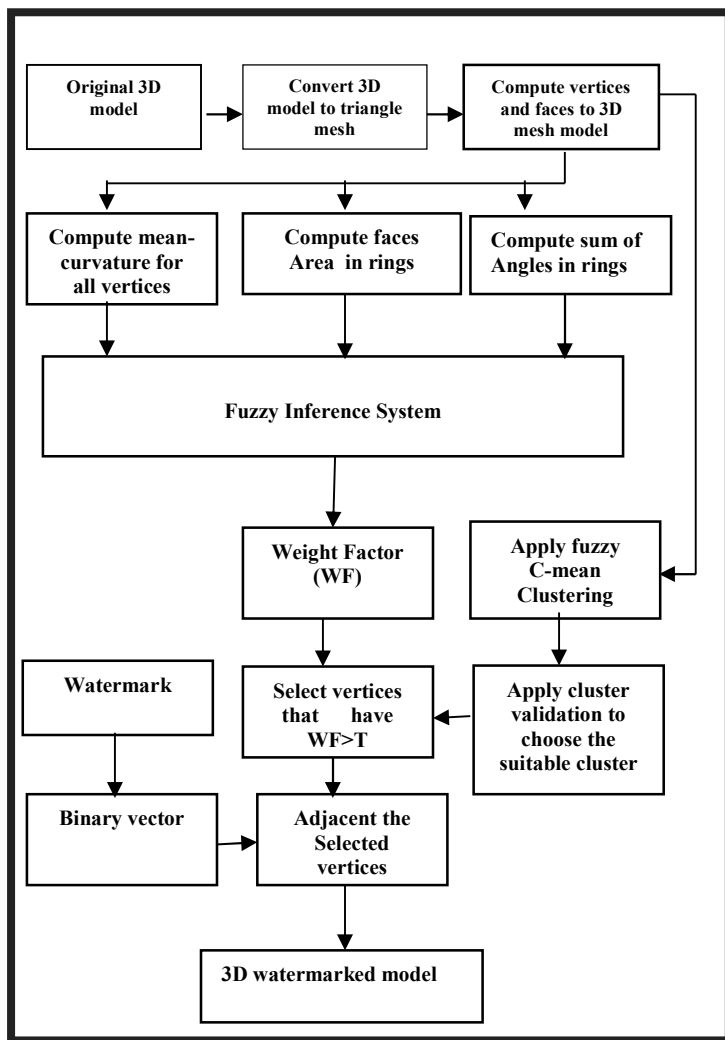 Original 3D
model
Convert 3D
model to triangle
mesh
Compute vertices
and faces to 3D
mesh model
Compute mean-
curvature for
all vertices
Compute faces
Area in rings
Compute sum of
Angles in rings
Fuzzy Inference System
Weight Factor
(WF)
Apply fuzzy
C-mean
Clustering
Watermark
Select vertices
that have
WF>T
Apply cluster
validation to
choose the
suitable cluster
Binary vector
Adjacent the
Selected
vertices
3D watermarked model